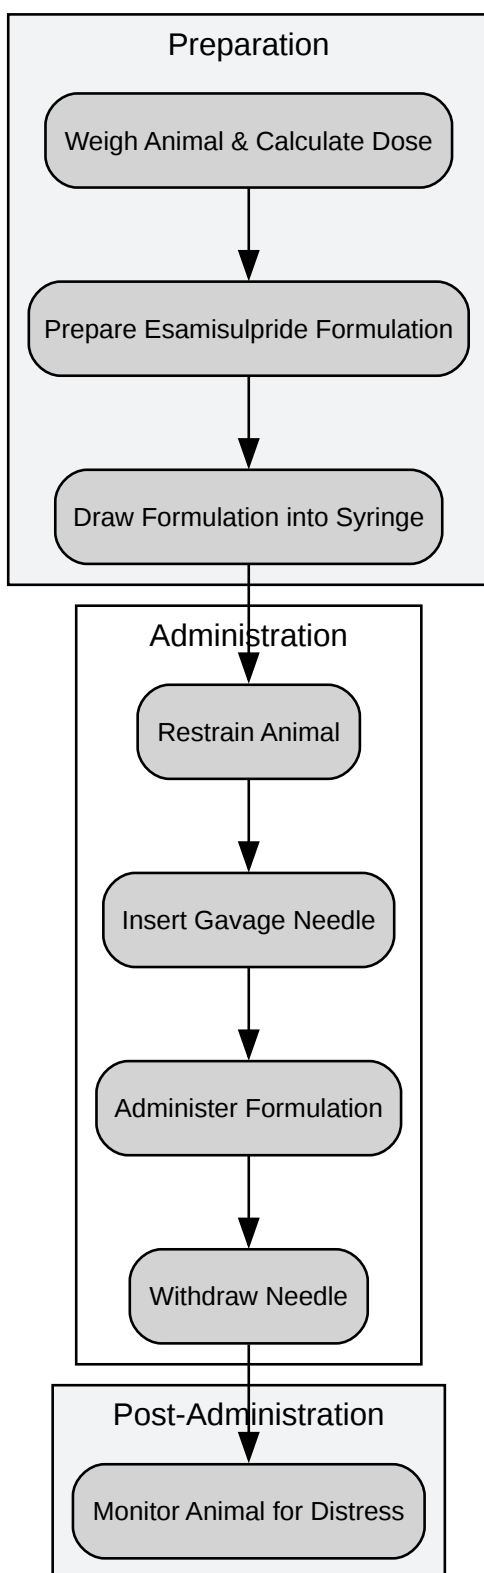 Preparation
Weigh Animal & Calculate Dose
Prepare Esamisulpride Formulation
Draw Formulation into Syringe
Administration
Restrain Animal
Insert Gavage Needle
Administer Formulation
Withdraw Needle
Post-Administration
Monitor Animal for Distress